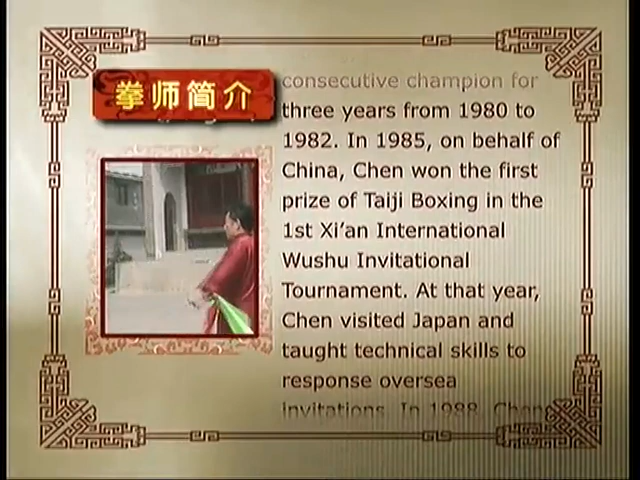 拳师简介
consecutive champion for
three years from 1980 to
1982. In 1985, on behalf of
China, Chen won the first
prize of Taiji Boxing in the
1st Xi'an International
Wushu Invitational
Tournament. At that year,
Chen visited Japan and
taught technical skills to
response oversea
invitations. In 1988, Chen